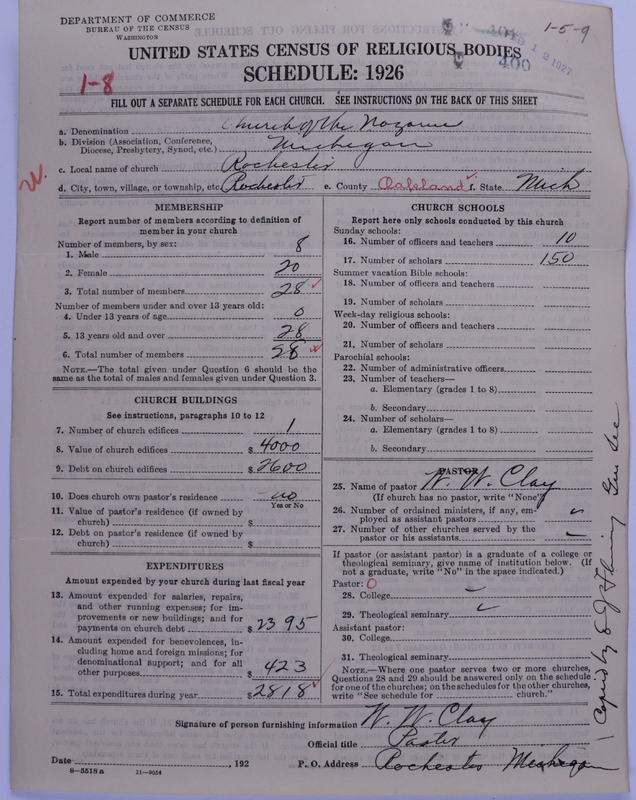 DEPARTMENT OF COMMERCE
BUREAU OF THE CENSUS
WASHINGTON
1-5-9
400
UNITED STATES CENSUS OF RELIGIOUS BODIES
SCHEDULE: 1926
1-8
FILL OUT A SEPARATE SCHEDULE FOR EACH CHURCH. SEE INSTRUCTIONS ON THE BACK OF THIS SHEET
a. Denomination Church of the Nazarene
b. Division (Association, Conference, Diocese, Presbytery, Synod, etc.) Michegan
c. Local name of church Rochester
d. City, town, village, or township, etc. Rochester e. County Oakland f. State Mich
MEMBERSHIP
Report number of members according to definition of member in your church
Number of members, by sex:
1. Male 8
2. Female 20
3. Total number of members 28
Number of members under and over 13 years old:
4. Under 13 years of age 0
5. 13 years old and over 28
6. Total number of members 28
NOTE.—The total given under Question 6 should be the same as the total of males and females given under Question 3.
CHURCH BUILDINGS
See instructions, paragraphs 10 to 12
7. Number of church edifices 1
8. Value of church edifices $ 4000
9. Debt on church edifices $ 2600
10. Does church own pastor's residence no
Yes or No
11. Value of pastor's residence (if owned by church) $
12. Debt on pastor's residence (if owned by church) $
EXPENDITURES
Amount expended by your church during last fiscal year
13. Amount expended for salaries, repairs, and other running expenses; for improvements or new buildings; and for payments on church debt $ 2395
14. Amount expended for benevolences, including home and foreign missions; for denominational support; and for all other purposes 423
15. Total expenditures during year $ 2818
CHURCH SCHOOLS
Report here only schools conducted by this church
Sunday schools:
16. Number of officers and teachers 10
17. Number of scholars 150
Summer vacation Bible schools:
18. Number of officers and teachers
19. Number of scholars
Week-day religious schools:
20. Number of officers and teachers
21. Number of scholars
Parochial schools:
22. Number of administrative officers
23. Number of teachers—
a. Elementary (grades 1 to 8)
b. Secondary
24. Number of scholars—
a. Elementary (grades 1 to 8)
b. Secondary
PASTOR
25. Name of pastor W. W. Clay
(If church has no pastor, write "None")
26. Number of ordained ministers, if any, employed as assistant pastors
27. Number of other churches served by the pastor or his assistants
If pastor (or assistant pastor) is a graduate of a college or theological seminary, give name of institution below. (If not a graduate, write "No" in the space indicated.)
Pastor: 0
28. College
29. Theological seminary
Assistant pastor:
30. College
31. Theological seminary
NOTE.—Where one pastor serves two or more churches, Questions 28 and 29 should be answered only on the schedule for one of the churches; on the schedules for the other churches, write "See schedule for church."
Signature of person furnishing information W. W. Clay
Official title Pastor
Date , 192
P. O. Address Rochester Michegan
8-5518a 11-9054
Copied by E J Fleming Gen Sec